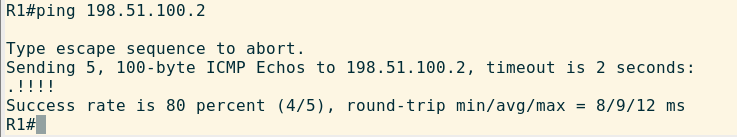 R1#ping 198.51.100.2
Type escape sequence to abort.
Sending 5, 100-byte ICMP Echos to 198.51.100.2, timeout is 2 seconds:
.!!!!
Success rate is 80 percent (4/5), round-trip min/avg/max = 8/9/12 ms
R1#